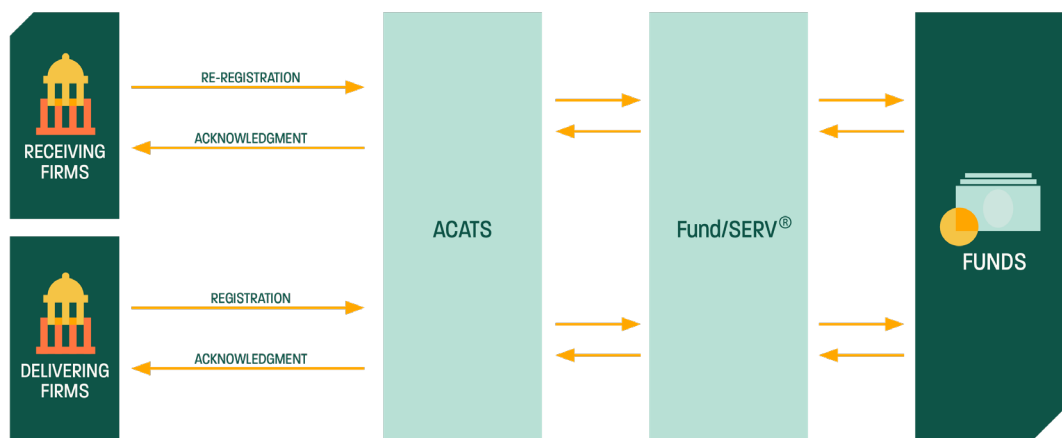 RE-REGISTRATION
ACKNOWLEDGMENT
RECEIVING
FIRMS
ACATS
Fund/SERV®
FUNDS
REGISTRATION
ACKNOWLEDGMENT
DELIVERING
FIRMS